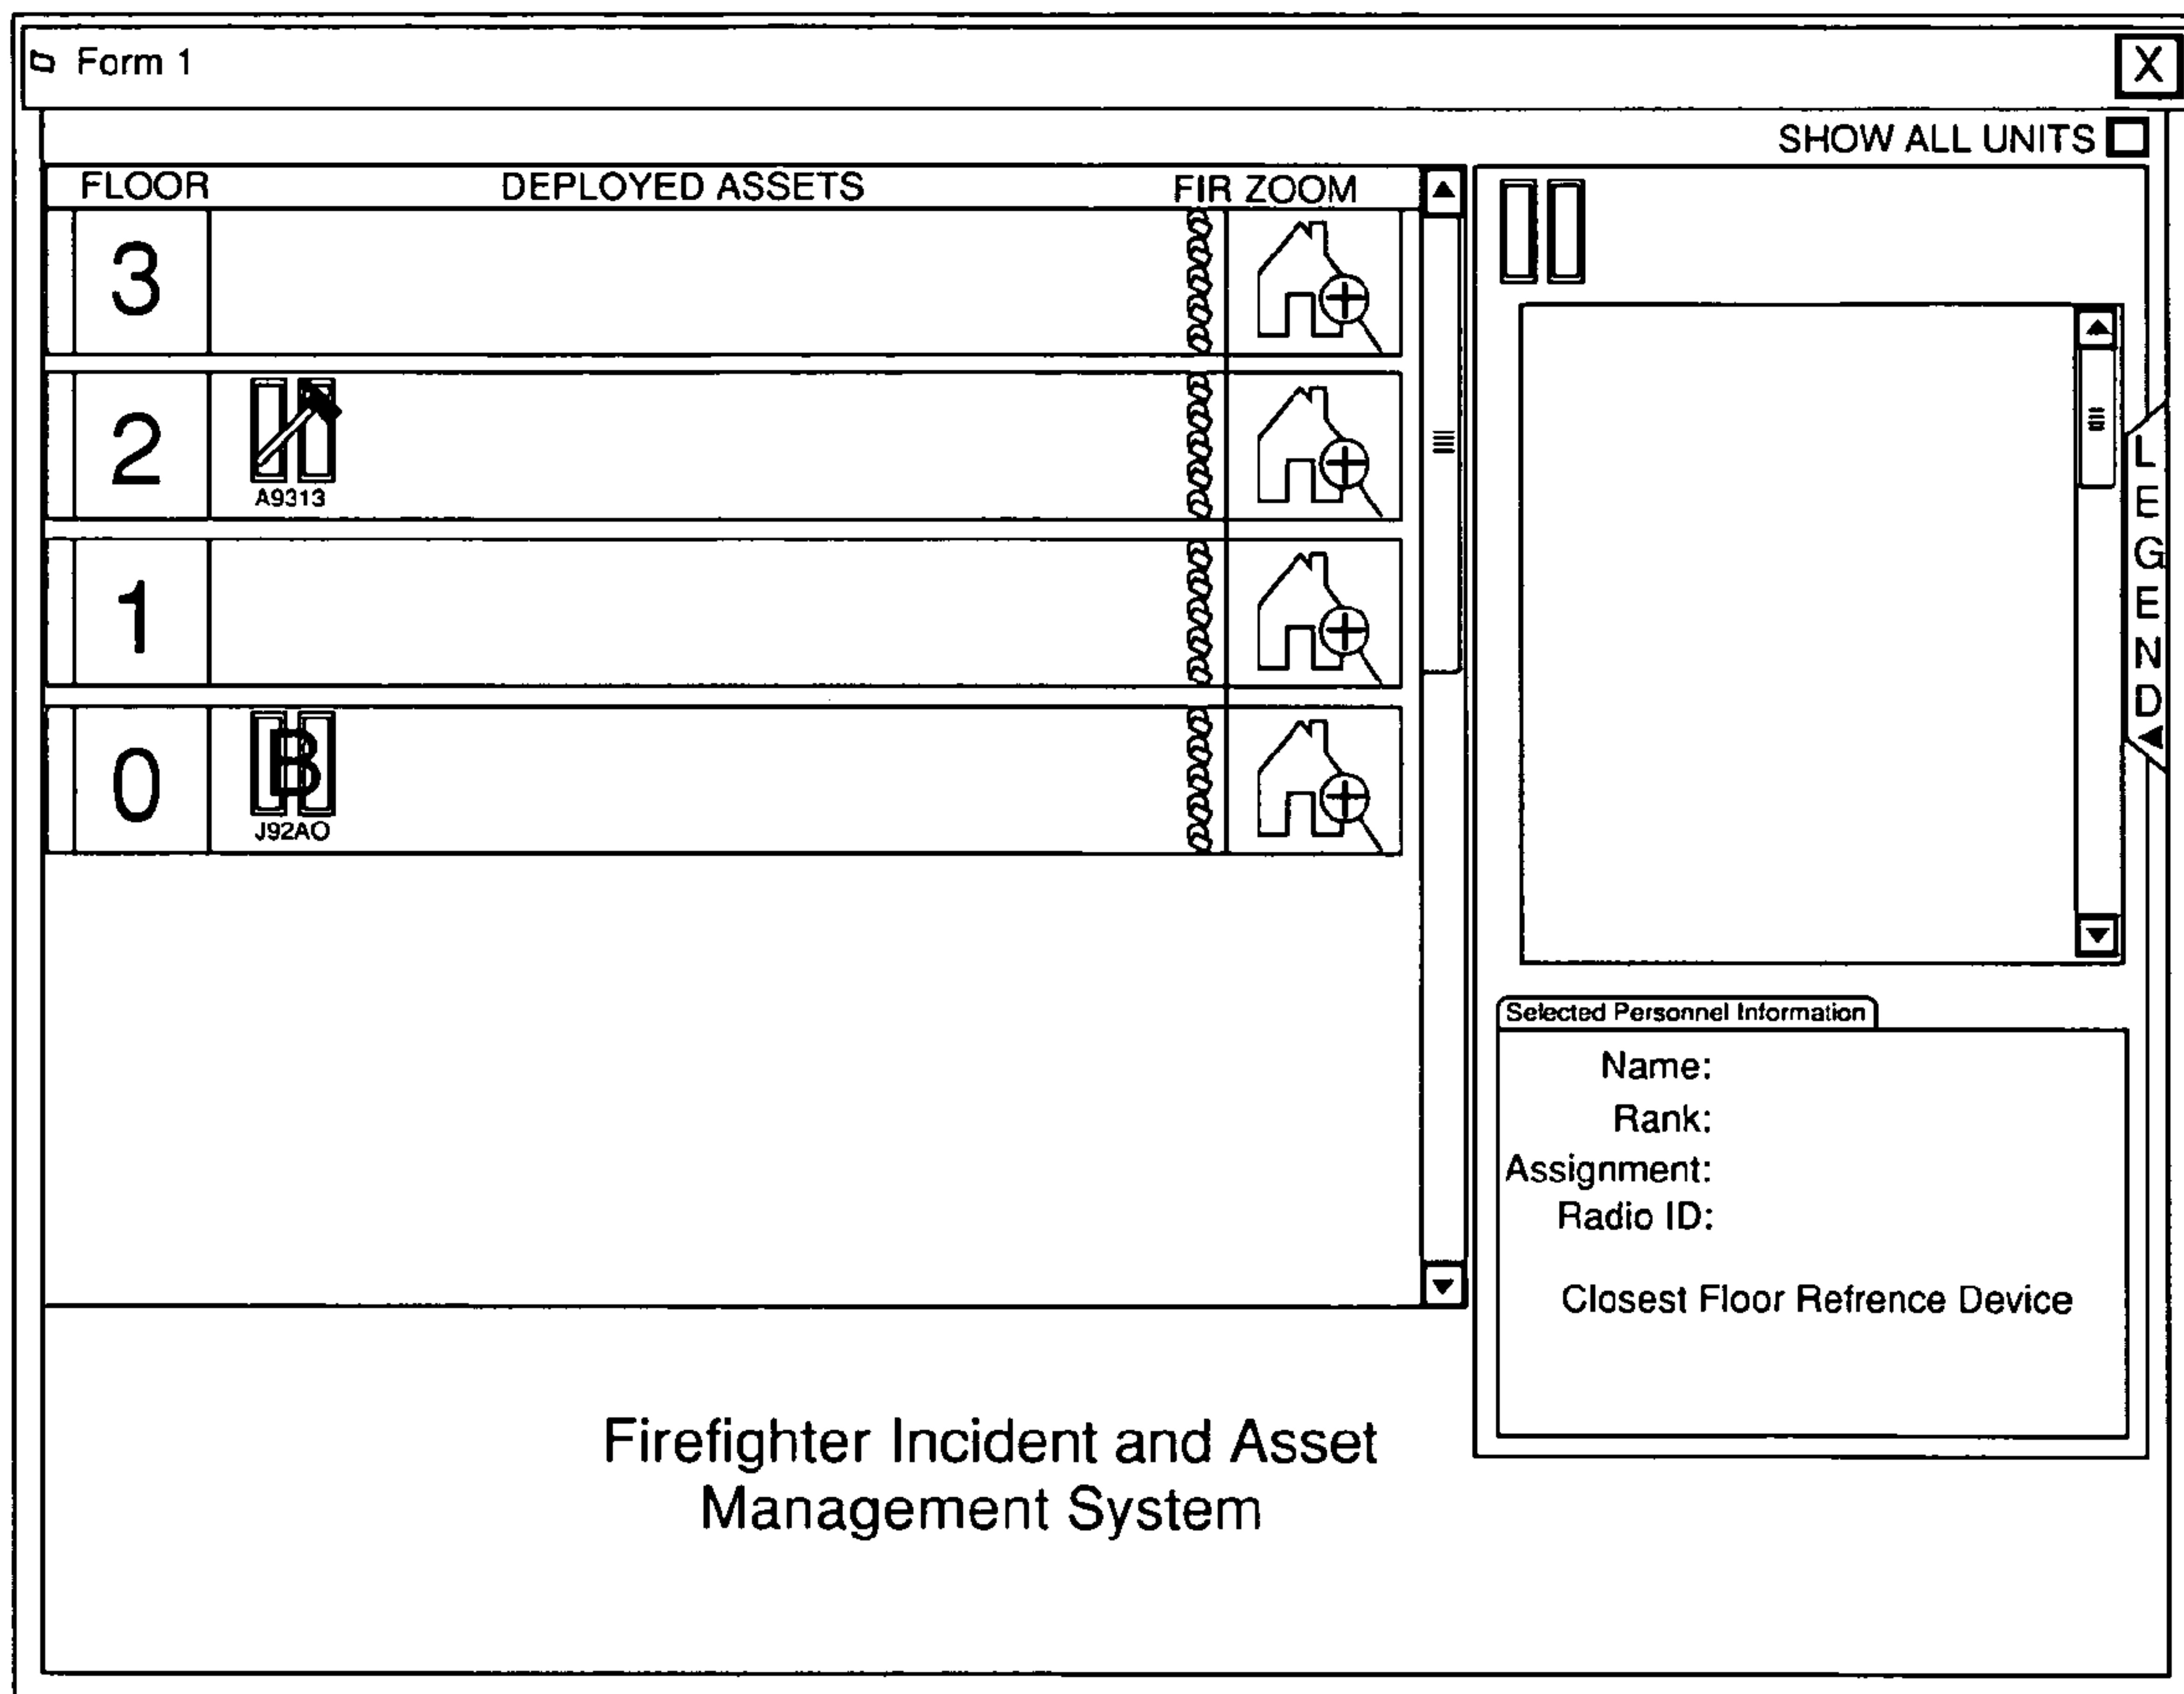 Form 1
X
SHOW ALL UNITS
FLOOR DEPLOYED ASSETS FIR ZOOM
3
2
A9313
1
0
B
J92AO
LEGEND
Selected Personnel Information
Name:
Rank:
Assignment:
Radio ID:
Closest Floor Refrence Device
Firefighter Incident and Asset
Management System